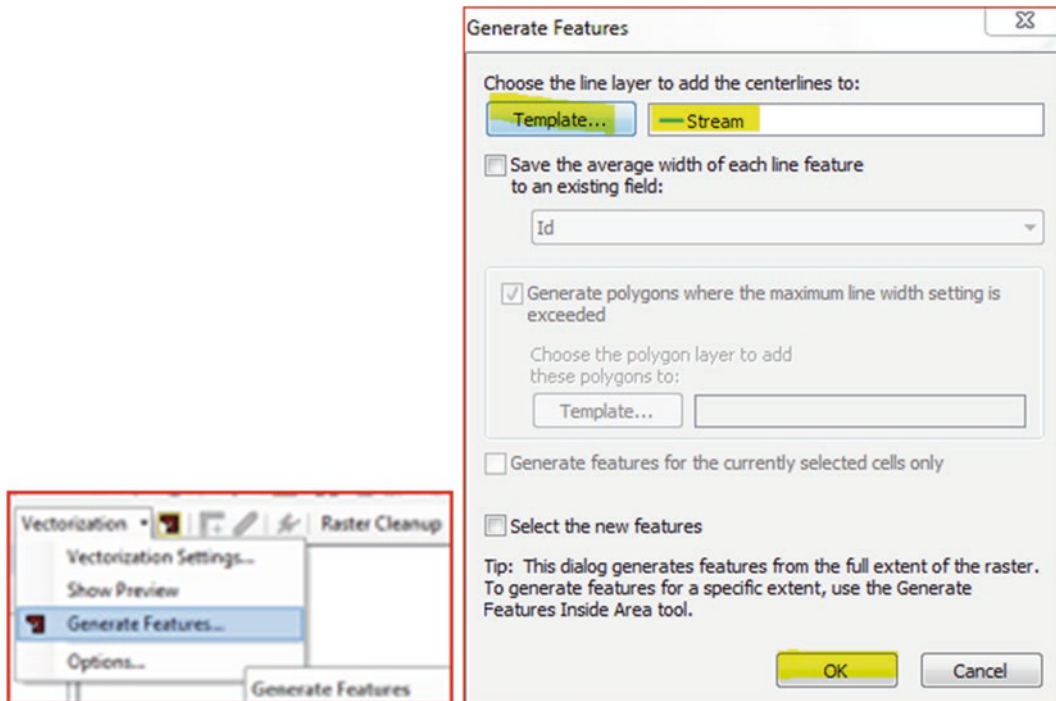 Generate Features
Choose the line layer to add the centerlines to:
Template... Stream
Save the average width of each line feature
to an existing field:
Id
Generate polygons where the maximum line width setting is
exceeded
Choose the polygon layer to add
these polygons to:
Template...
Generate features for the currently selected cells only
Select the new features
Tip: This dialog generates features from the full extent of the raster.
To generate features for a specific extent, use the Generate
Features Inside Area tool.
OK Cancel
Vectorization Raster Cleanup
Vectorization Settings...
Show Preview
Generate Features...
Options...
Generate Features